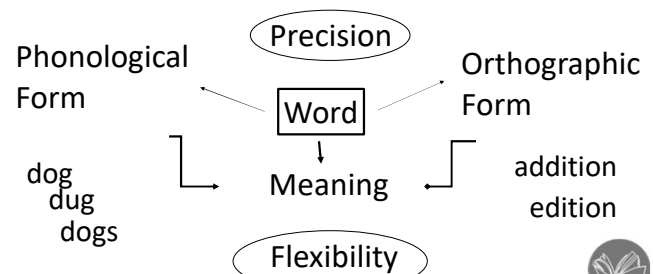 Precision
Phonological
Form
Orthographic
Form
Word
Meaning
dog
dug
dogs
addition
edition
Flexibility